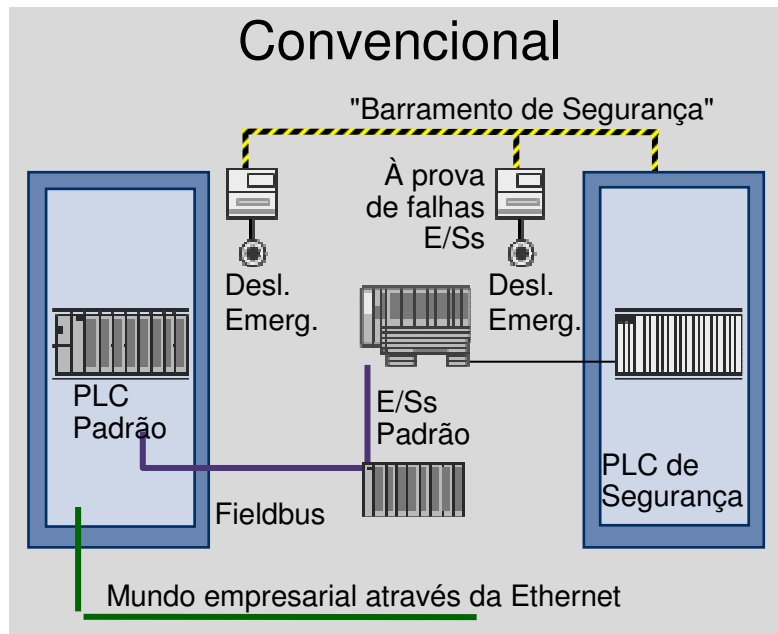 Convencional
"Barramento de Segurança"
À prova
de falhas
E/Ss
Desl.
Emerg.
Desl.
Emerg.
PLC
Padrão
E/Ss
Padrão
PLC de
Segurança
Fieldbus
Mundo empresarial através da Ethernet